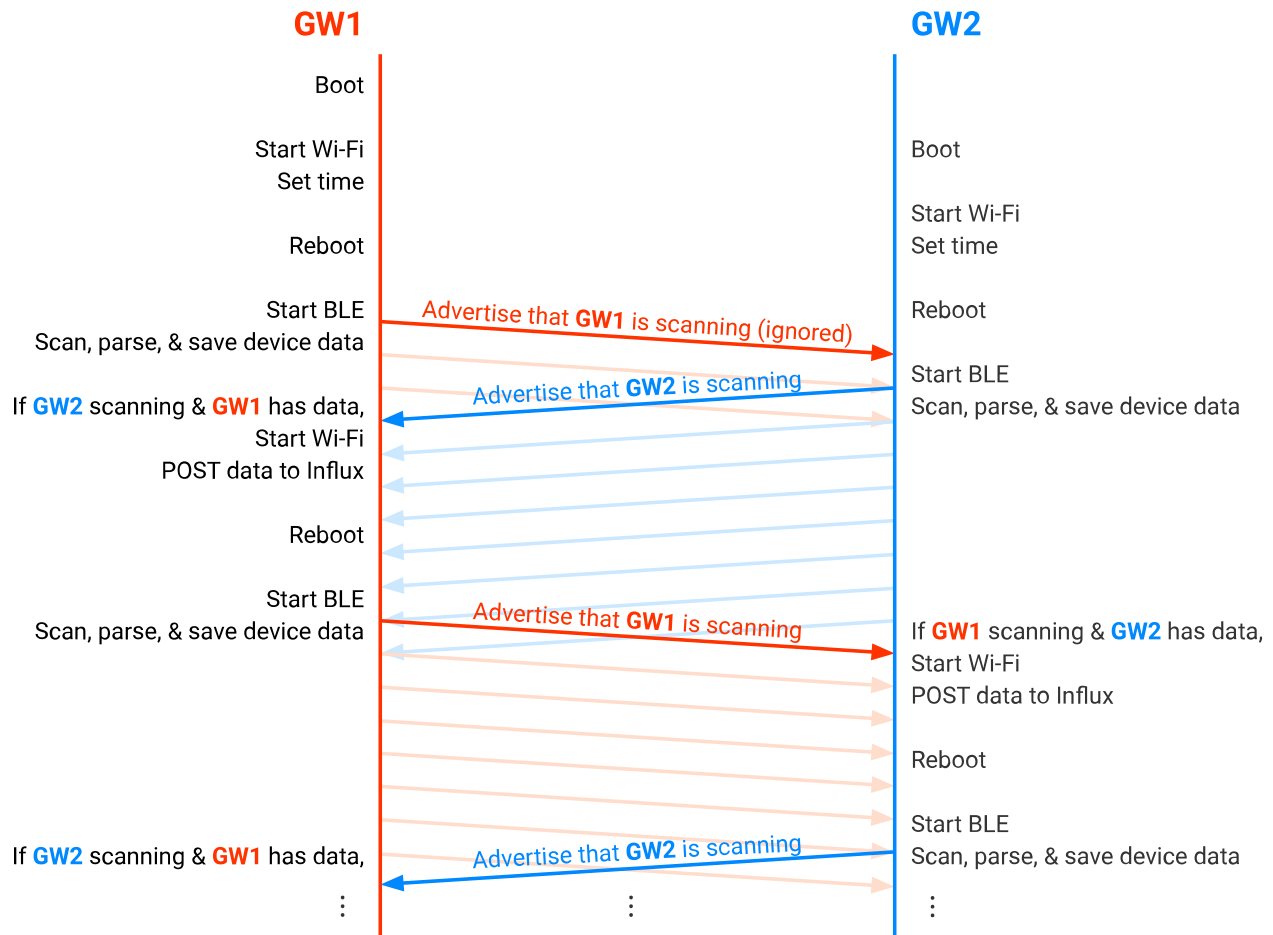 GW1
GW2
Boot
Start Wi-Fi
Boot
Set time
Start Wi-Fi
Reboot
Set time
Start BLE
Advertise that GW1 is scanning (ignored)
Reboot
Scan, parse, & save device data
Advertise that GW2 is scanning
Start BLE
If GW2 scanning & GW1 has data,
Scan, parse, & save device data
Start Wi-Fi
POST data to Influx
Reboot
Start BLE
Advertise that GW1 is scanning
Scan, parse, & save device data
If GW1 scanning & GW2 has data,
Start Wi-Fi
POST data to Influx
Reboot
Start BLE
Advertise that GW2 is scanning
If GW2 scanning & GW1 has data,
Scan, parse, & save device data